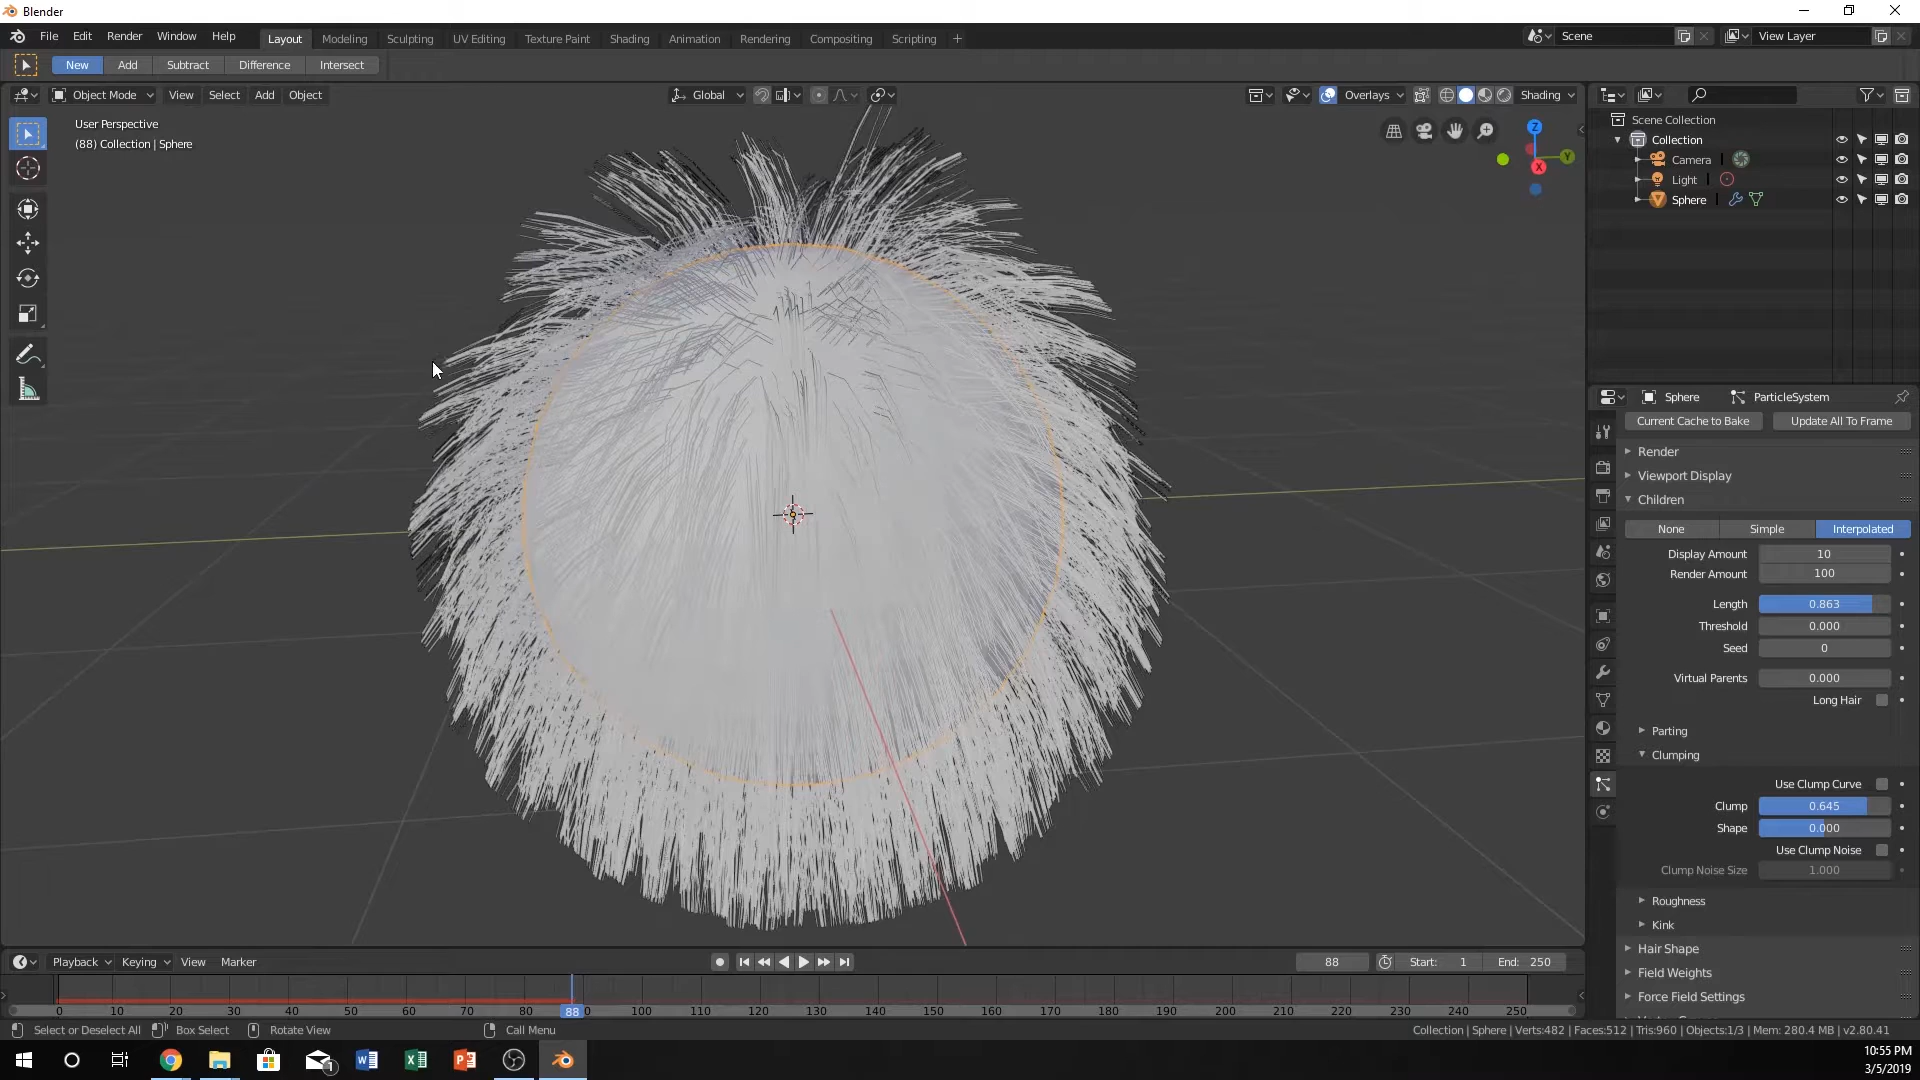 Blender
File Edit Render Window Help Layout Modeling Sculpting UV Editing Texture Paint Shading Animation Rendering Compositing Scripting + Scene View Layer
New Add Subtract Difference Intersect
Object Mode View Select Add Object Global Overlays Shading
User Perspective
(88) Collection | Sphere
Z
Y
X
Scene Collection
Collection
Camera
Light
Sphere
Sphere ParticleSystem
Current Cache to Bake Update All To Frame
Render
Viewport Display
Children
None Simple Interpolated
Display Amount 10
Render Amount 100
Length 0.863
Threshold 0.000
Seed 0
Virtual Parents 0.000
Long Hair
Parting
Clumping
Use Clump Curve
Clump 0.645
Shape 0.000
Use Clump Noise
Clump Noise Size 1.000
Roughness
Kink
Hair Shape
Field Weights
Force Field Settings
Playback Keying View Marker 88 Start: 1 End: 250
0 10 20 30 40 50 60 70 80 88 0 100 110 120 130 140 150 160 170 180 190 200 210 220 230 240 250
Select or Deselect All Box Select Rotate View Call Menu Collection | Sphere | Verts:482 | Faces:512 | Tris:960 | Objects:1/3 | Mem: 280.4 MB | v2.80.41
10:55 PM
3/5/2019